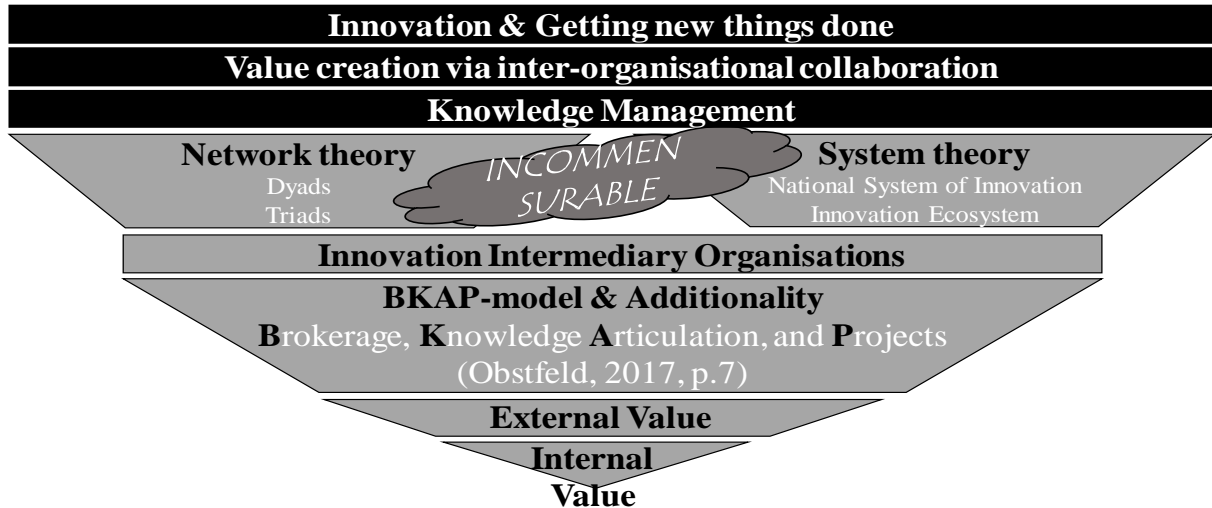 Innovation & Getting new things done
Value creation via inter-organisational collaboration
Knowledge Management
Network theory
Dyads
Triads
INCOMMEN
SURABLE
System theory
National System of Innovation
Innovation Ecosystem
Innovation Intermediary Organisations
BKAP-model & Additionality
Brokerage, Knowledge Articulation, and Projects
(Obstfeld, 2017, p.7)
External Value
Internal
Value